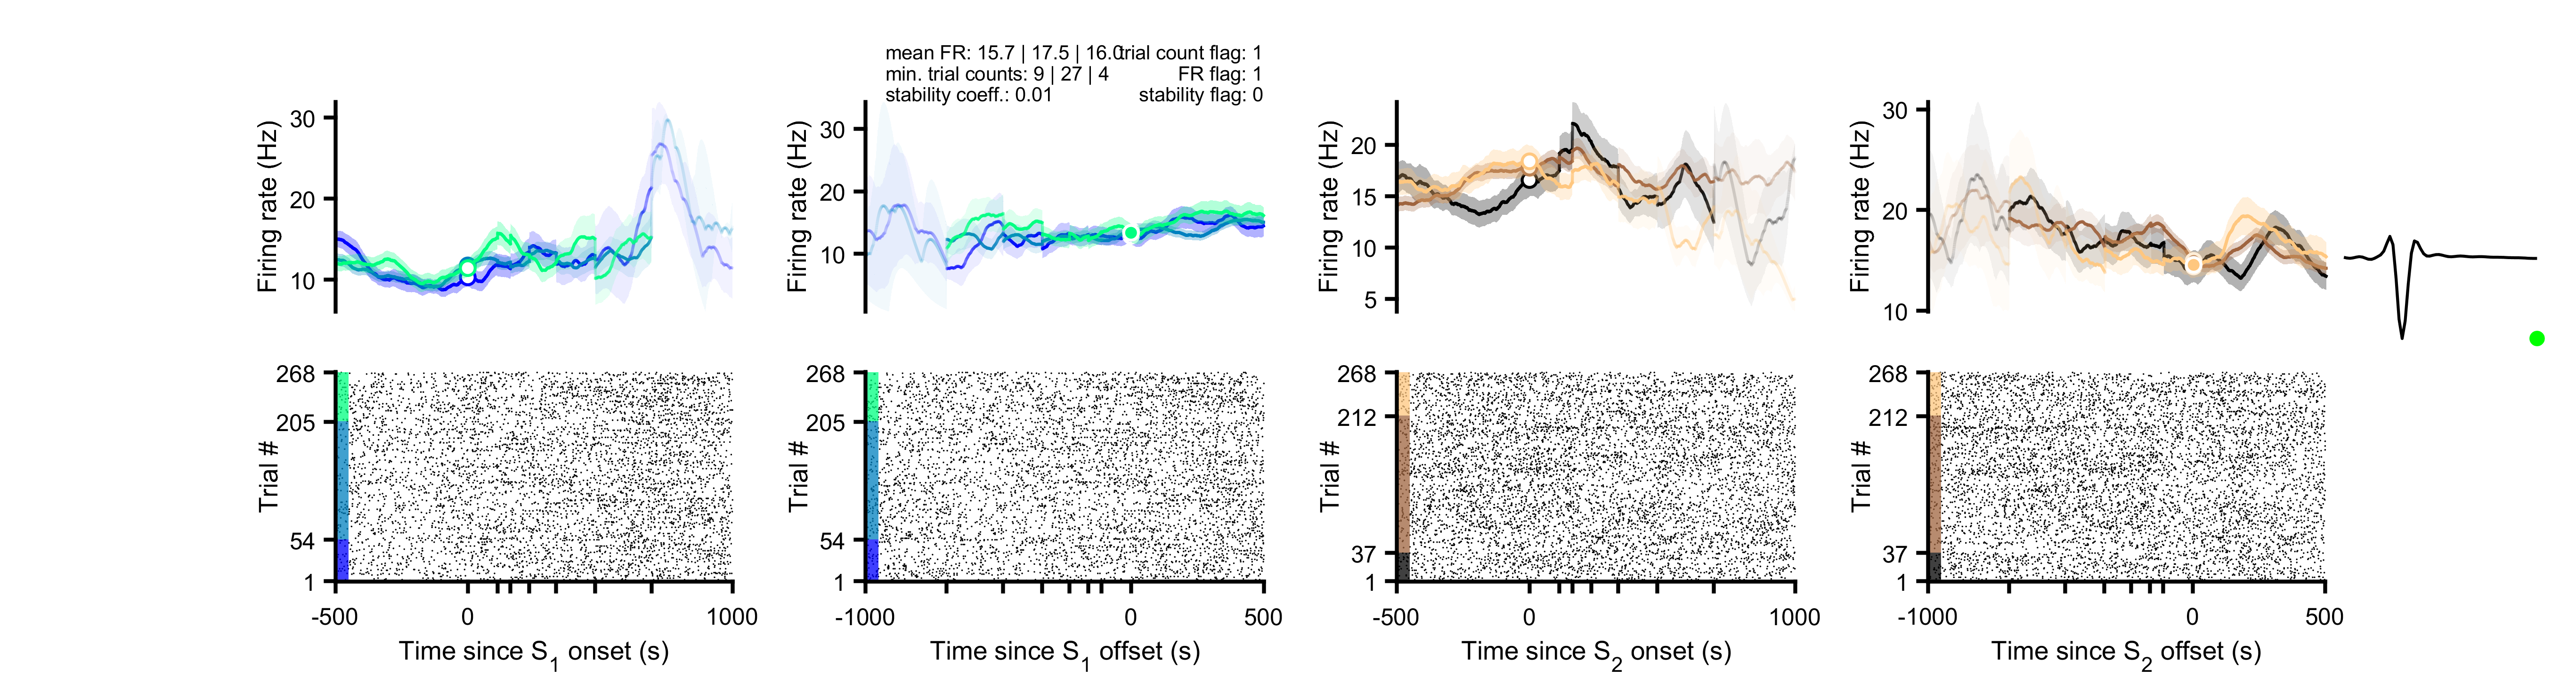 mean FR: 15.7 | 17.5 | 16.0
trial count flag: 1
min. trial counts: 9 | 27 | 4
FR flag: 1
stability coeff.: 0.01
stability flag: 0
Firing rate (Hz)
30
20
10
Firing rate (Hz)
30
20
10
Firing rate (Hz)
20
15
10
5
Firing rate (Hz)
30
20
10
Trial #
268
205
54
1
-500
0
1000
Time since S1 onset (s)
Trial #
268
205
54
1
-1000
0
500
Time since S1 offset (s)
Trial #
268
212
37
1
-500
0
1000
Time since S2 onset (s)
Trial #
268
212
37
1
-1000
0
500
Time since S2 offset (s)